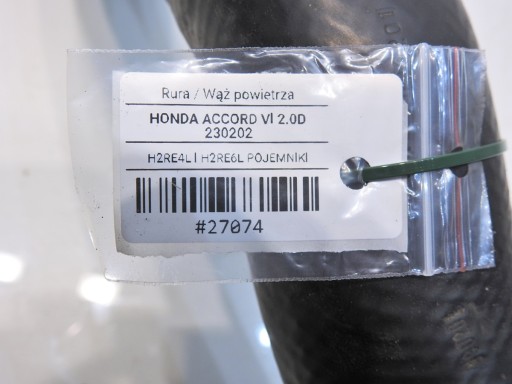 Rura / Wąż powietrza
HONDA ACCORD VI 2.0D
230202
H2RE4L i H2RE6L POJEMNIKI
#27074